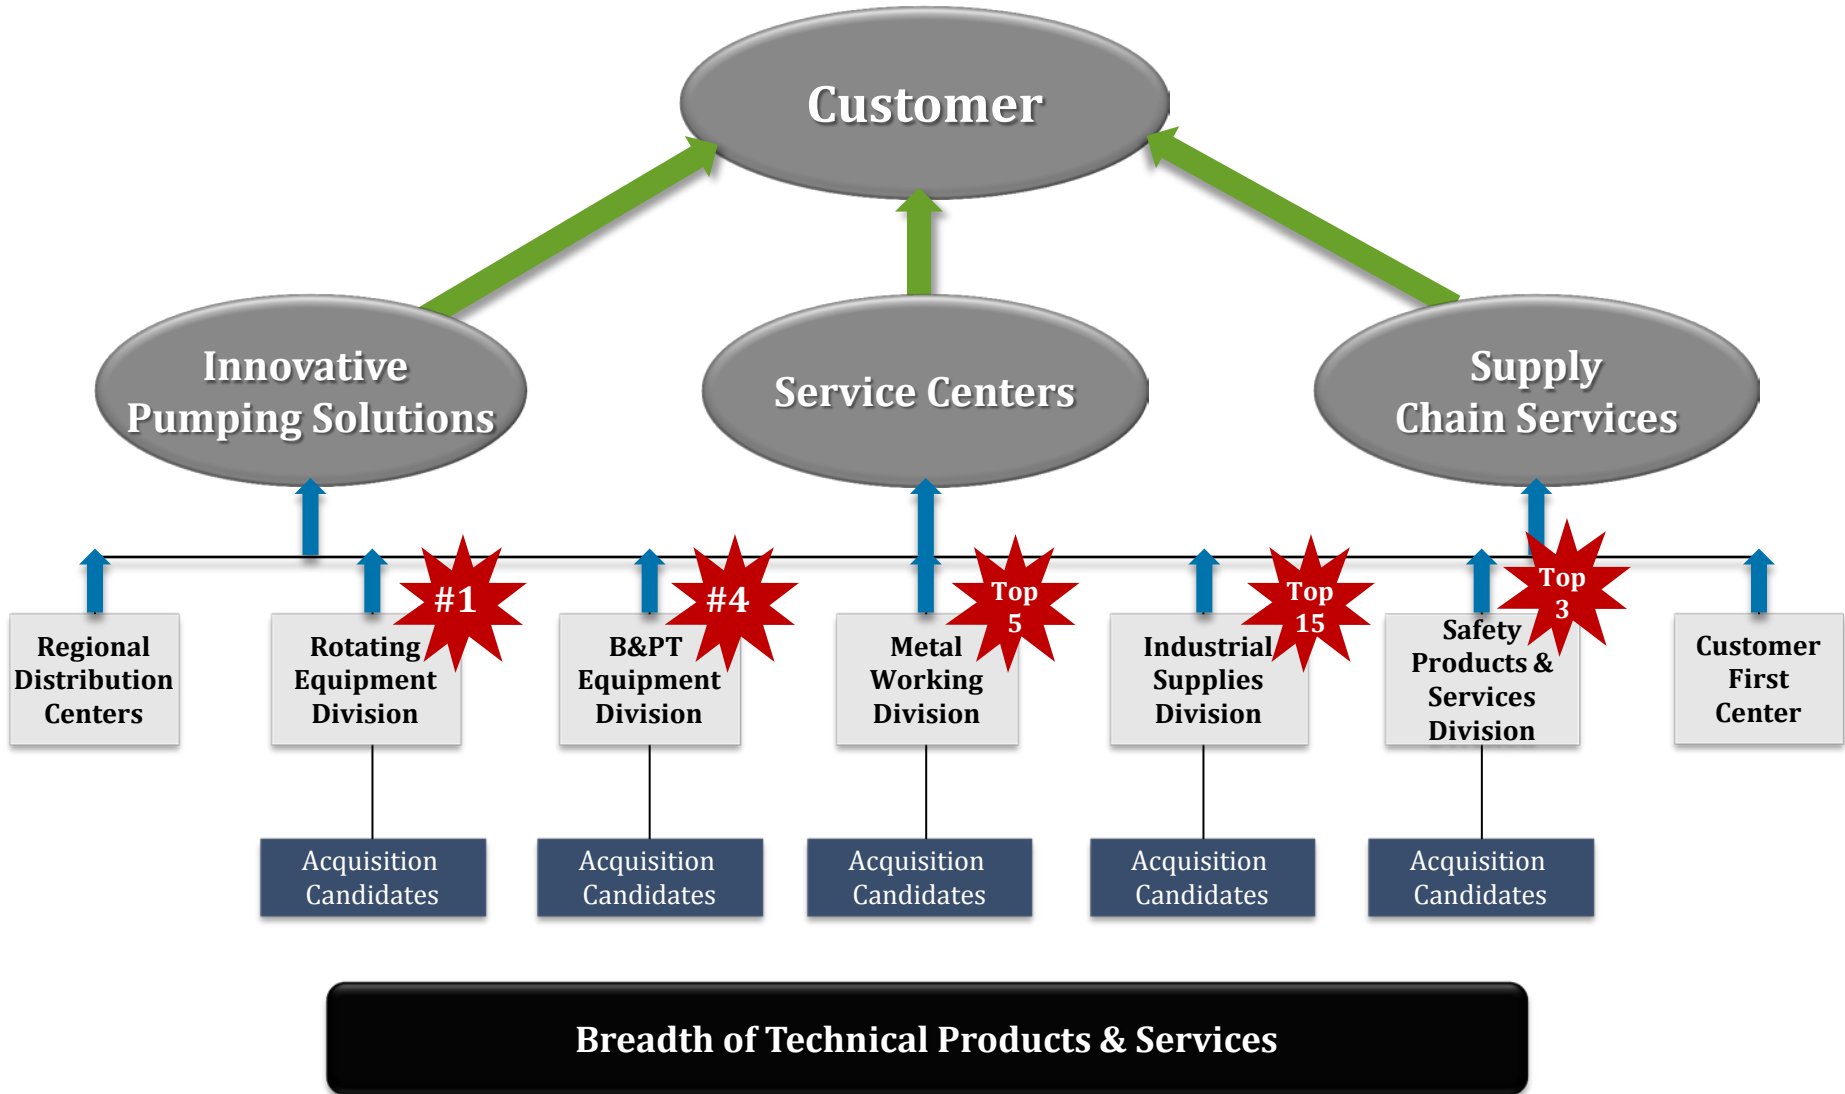 Customer
Innovative
Pumping Solutions
Service Centers
Supply
Chain Services
#1
#4
Top
5
Top
15
Top
3
Regional
Distribution
Centers
Rotating
Equipment
Division
B&PT
Equipment
Division
Metal
Working
Division
Industrial
Supplies
Division
Safety
Products &
Services
Division
Customer
First
Center
Acquisition
Candidates
Acquisition
Candidates
Acquisition
Candidates
Acquisition
Candidates
Acquisition
Candidates
Breadth of Technical Products & Services